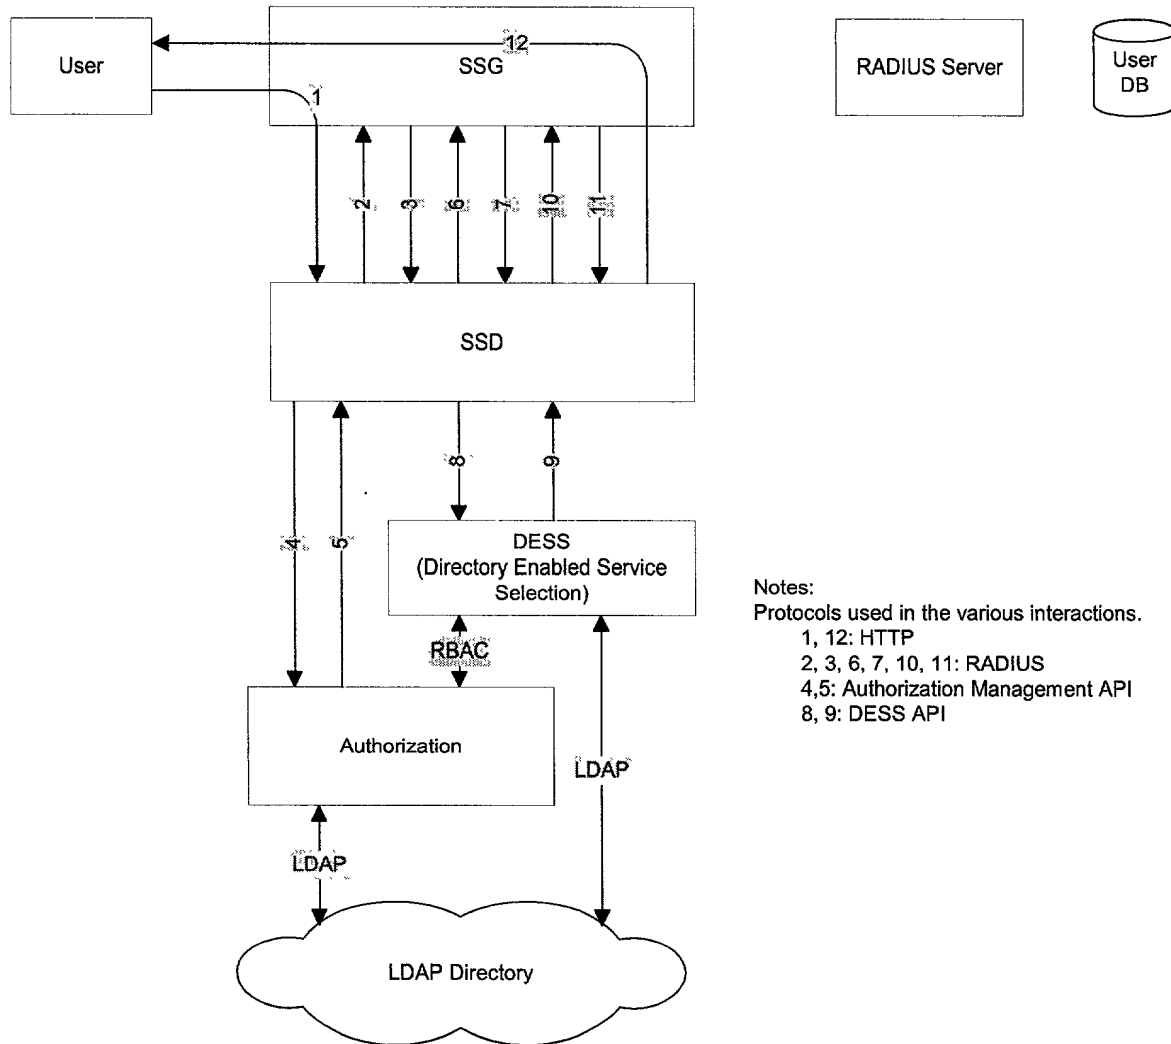 12
User
SSG
RADIUS Server
User
DB
1
2
3
6
7
10
11
SSD
4
5
8
9
DESS
(Directory Enabled Service
Selection)
RBAC
Notes:
Protocols used in the various interactions.
1, 12: HTTP
2, 3, 6, 7, 10, 11: RADIUS
4,5: Authorization Management API
8, 9: DESS API
Authorization
LDAP
LDAP
LDAP Directory